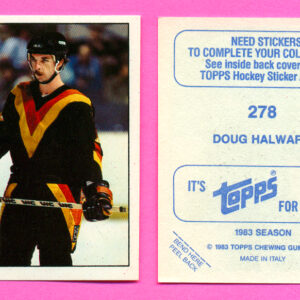 NEED STICKERS
TO COMPLETE YOUR COL
See inside back cover
TOPPS Hockey Sticker
278
DOUG HALWAR
IT'S
topps®
FOR
1983 SEASON
© 1983 TOPPS CHEWING GUM
MADE IN ITALY
BEND HERE
PEEL BACK